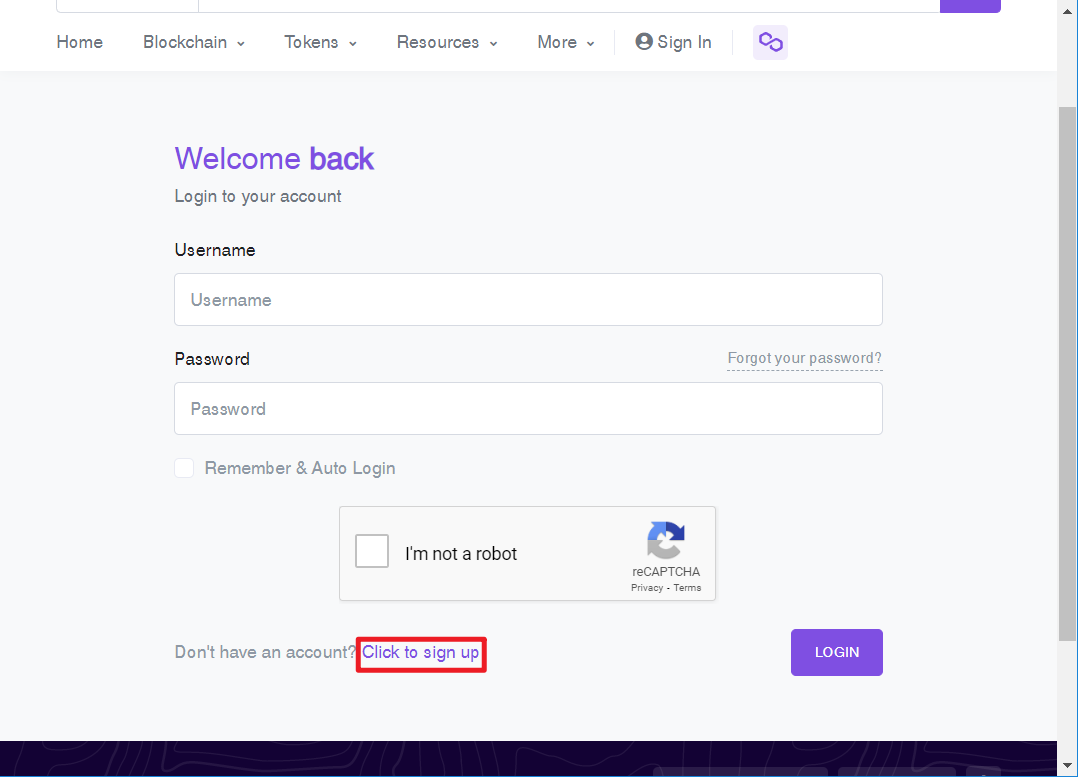 Home Blockchain Tokens Resources More Sign In
Welcome back
Login to your account
Username
Username
Password Forgot your password?
Password
Remember & Auto Login
I'm not a robot
reCAPTCHA
Privacy - Terms
Don't have an account? Click to sign up LOGIN